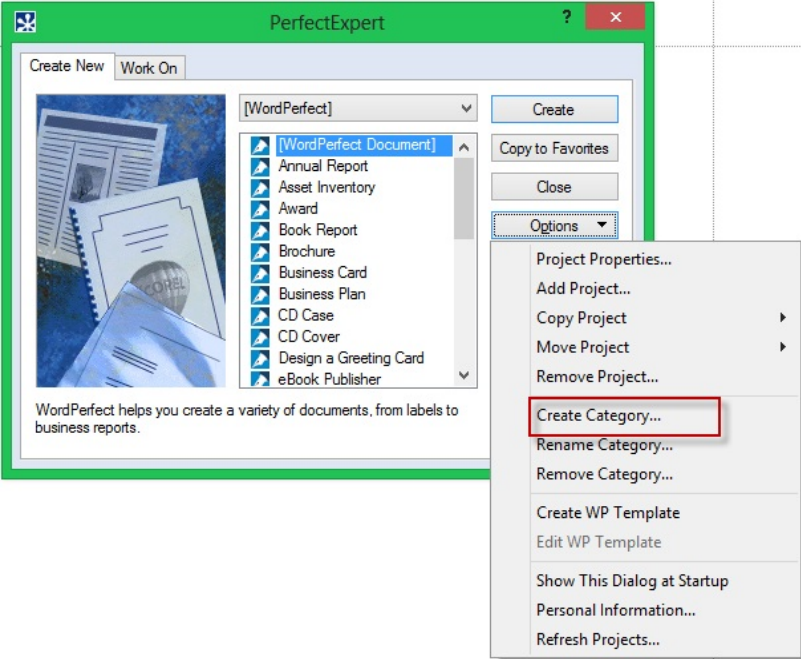 PerfectExpert
?
×
Create New
Work On
[WordPerfect]
[WordPerfect Document]
Annual Report
Asset Inventory
Award
Book Report
Brochure
Business Card
Business Plan
CD Case
CD Cover
Design a Greeting Card
eBook Publisher
COREL
WordPerfect helps you create a variety of documents, from labels to
business reports.
Create
Copy to Favorites
Close
Options
Project Properties...
Add Project...
Copy Project
Move Project
Remove Project...
Create Category...
Rename Category...
Remove Category...
Create WP Template
Edit WP Template
Show This Dialog at Startup
Personal Information...
Refresh Projects...